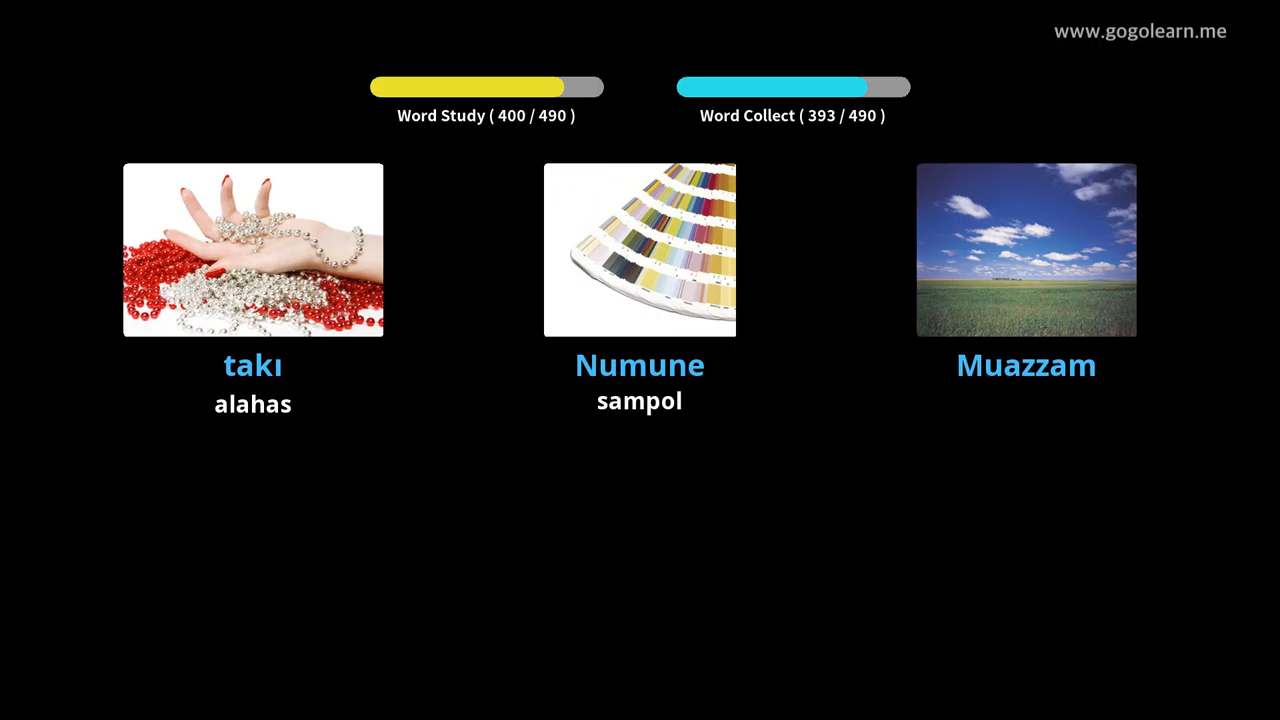 www.gogolearn.me
Word Study ( 400 / 490 )
Word Collect ( 393 / 490 )
takı
alahas
Numune
sampol
Muazzam